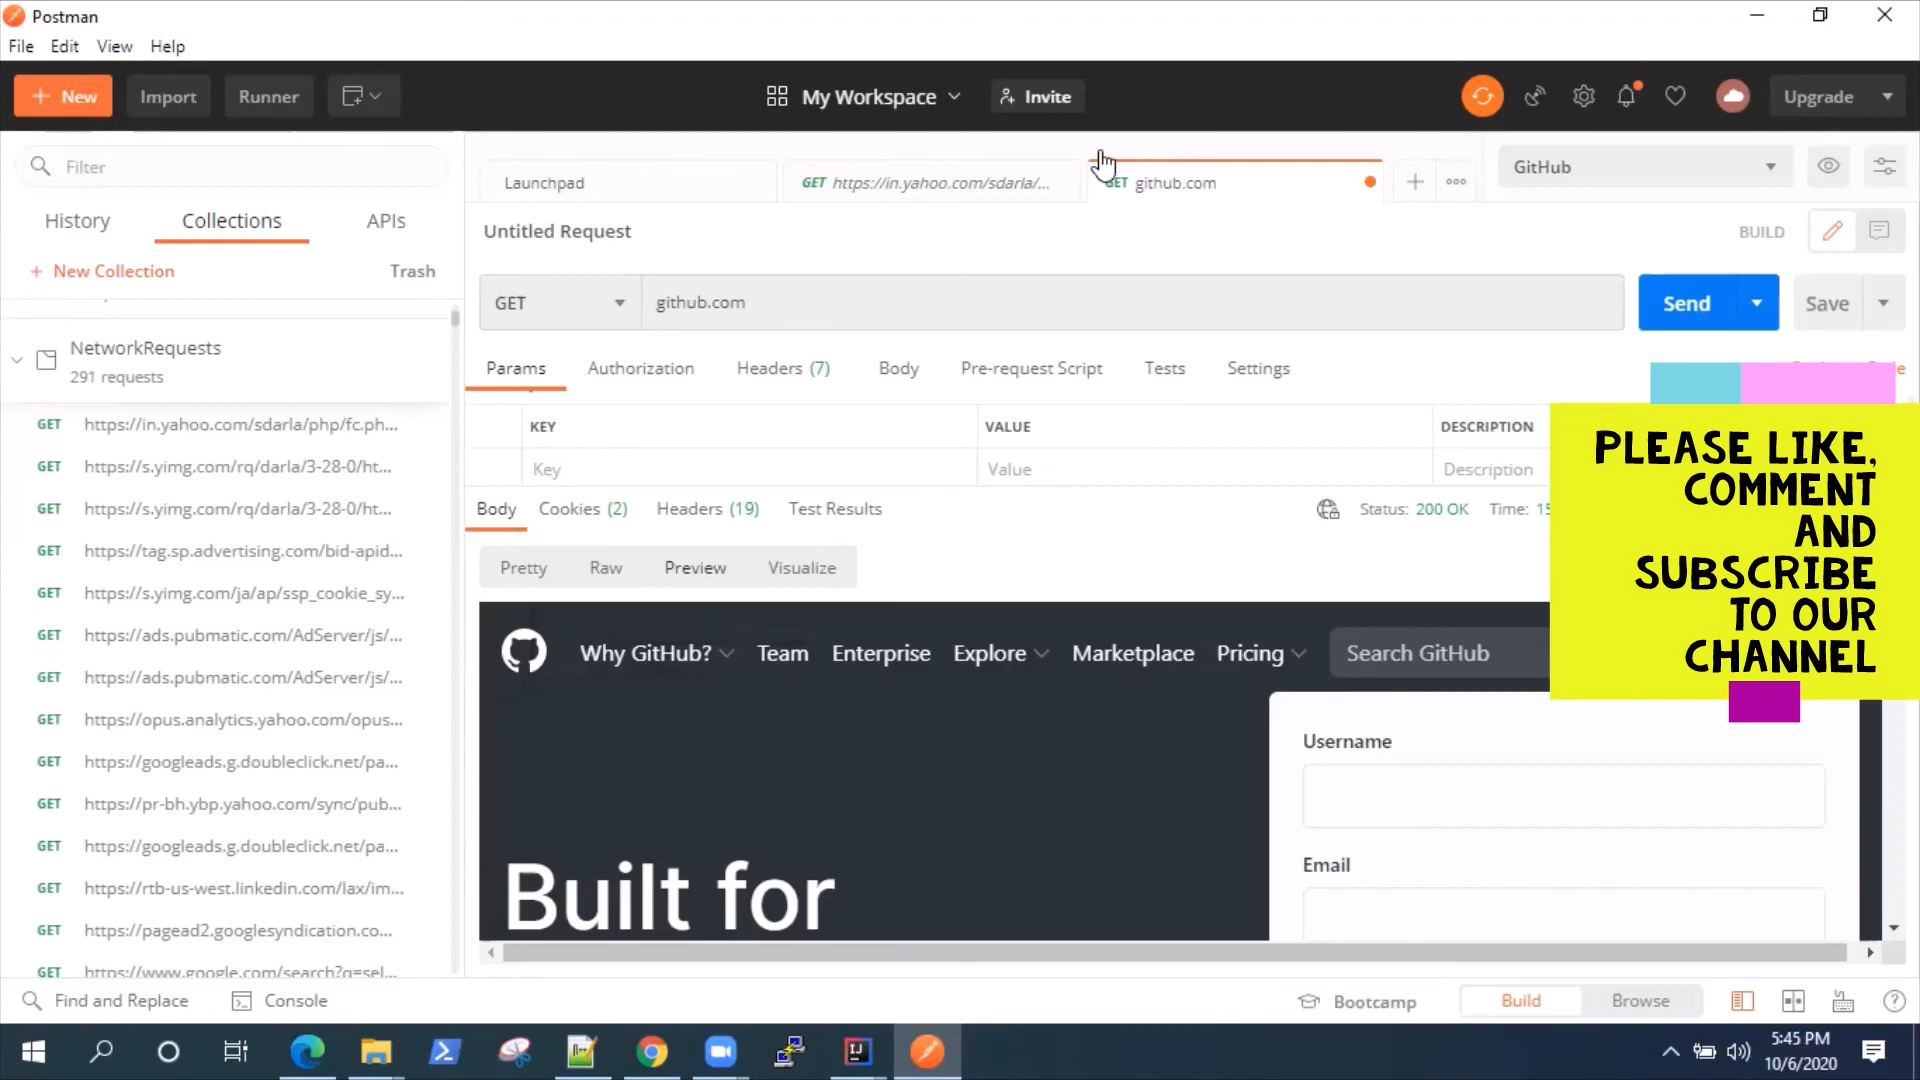 Postman
File Edit View Help
New Import Runner My Workspace Invite Upgrade
Filter
History Collections APIs
+ New Collection Trash
NetworkRequests
291 requests
GET https://in.yahoo.com/sdarla/php/fc.ph...
GET https://s.yimg.com/rq/darla/3-28-0/ht...
GET https://s.yimg.com/rq/darla/3-28-0/ht...
GET https://tag.sp.advertising.com/bid-apid...
GET https://s.yimg.com/ja/ap/ssp_cookie_sy...
GET https://ads.pubmatic.com/AdServer/js/...
GET https://ads.pubmatic.com/AdServer/js/...
GET https://opus.analytics.yahoo.com/opus...
GET https://googleads.g.doubleclick.net/pa...
GET https://pr-bh.ybp.yahoo.com/sync/pub...
GET https://googleads.g.doubleclick.net/pa...
GET https://rtb-us-west.linkedin.com/lax/im...
GET https://pagead2.googlesyndication.co...
GET https://www.google.com/search?q=sel...
Launchpad GET https://in.yahoo.com/sdarla/... GET github.com GitHub
Untitled Request BUILD
GET github.com Send Save
Params Authorization Headers (7) Body Pre-request Script Tests Settings
KEY VALUE DESCRIPTION
Key Value Description
Body Cookies (2) Headers (19) Test Results Status: 200 OK Time: 15
Pretty Raw Preview Visualize
Why GitHub? Team Enterprise Explore Marketplace Pricing Search GitHub
Username
Email
Built for
PLEASE LIKE,
COMMENT
AND
SUBSCRIBE
TO OUR
CHANNEL
Find and Replace Console Bootcamp Build Browse
5:45 PM
10/6/2020